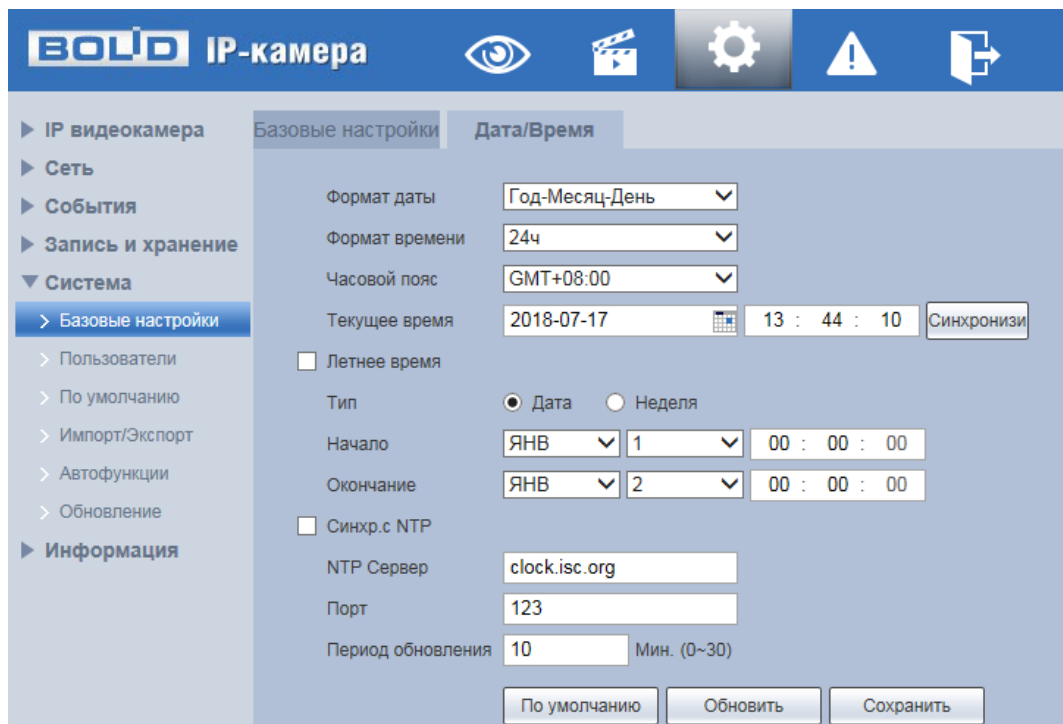 BOLID IP-камера
IP видеокамера
Сеть
События
Запись и хранение
Система
Базовые настройки
Пользователи
По умолчанию
Импорт/Экспорт
Автофункции
Обновление
Информация
Базовые настройки Дата/Время
Формат даты Год-Месяц-День
Формат времени 24ч
Часовой пояс GMT+08:00
Текущее время 2018-07-17 13 : 44 : 10 Синхронизи
Летнее время
Тип Дата Неделя
Начало ЯНВ 1 00 : 00 : 00
Окончание ЯНВ 2 00 : 00 : 00
Синхр.с NTP
NTP Сервер clock.isc.org
Порт 123
Период обновления 10 Мин. (0~30)
По умолчанию Обновить Сохранить